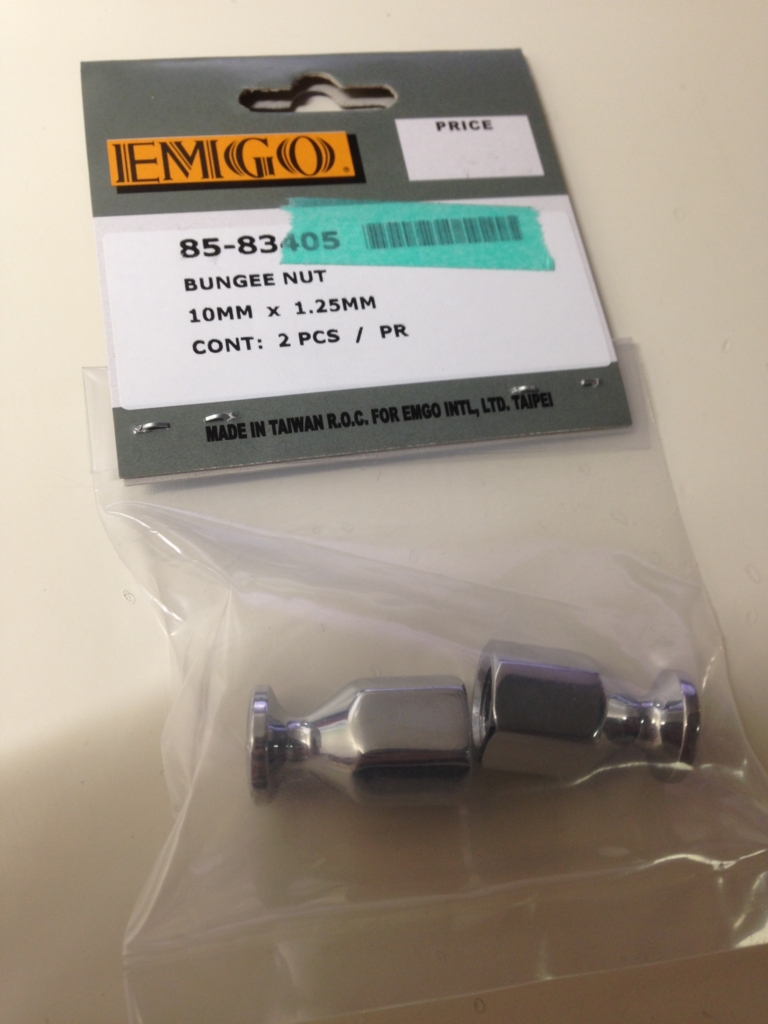 EMGO®
PRICE
85-83405
BUNGEE NUT
10MM x 1.25MM
CONT: 2 PCS / PR
MADE IN TAIWAN R.O.C. FOR EMGO INTL, LTD. TAIPEI